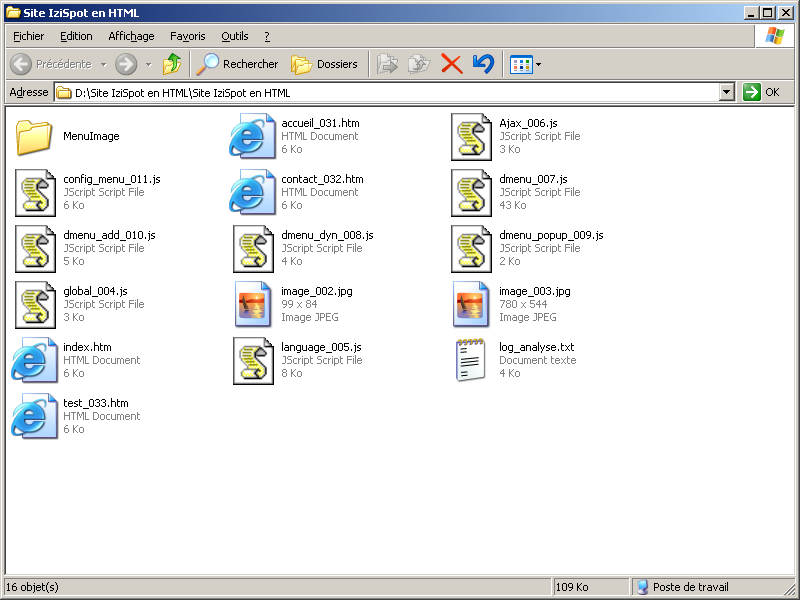 Site IziSpot en HTML
Fichier Edition Affichage Favoris Outils ?
Précédente Rechercher Dossiers
Adresse D:\Site IziSpot en HTML\Site IziSpot en HTML OK
MenuImage
accueil_031.htm
HTML Document
6 Ko
Ajax_006.js
JScript Script File
3 Ko
config_menu_011.js
JScript Script File
6 Ko
contact_032.htm
HTML Document
6 Ko
dmenu_007.js
JScript Script File
43 Ko
dmenu_add_010.js
JScript Script File
5 Ko
dmenu_dyn_008.js
JScript Script File
4 Ko
dmenu_popup_009.js
JScript Script File
2 Ko
global_004.js
JScript Script File
3 Ko
image_002.jpg
99 x 84
Image JPEG
image_003.jpg
780 x 544
Image JPEG
index.htm
HTML Document
6 Ko
language_005.js
JScript Script File
8 Ko
log_analyse.txt
Document texte
4 Ko
test_033.htm
HTML Document
6 Ko
16 objet(s) 109 Ko Poste de travail